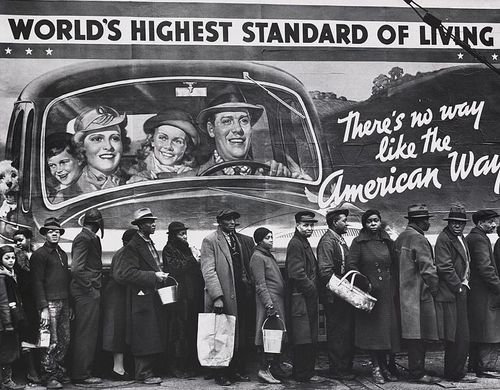 WORLD'S HIGHEST STANDARD OF LIVING
There's no way
like the
American Way